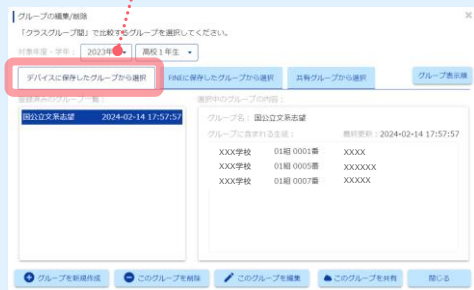 グループの編集/削除
「クラスグループ間」で比較するグループを選択してください。
対象年度・学年： 2023年 高校1年生
デバイスに保存したグループから選択 FINEに保存したグループから選択 共有グループから選択 グループ表示順
登録済みのグループ一覧： 選択中のグループの内容：
国公立文系志望 2024-02-14 17:57:57
グループ名： 国公立文系志望
グループに含まれる生徒： 最終更新：2024-02-14 17:57:57
XXX学校 01組 0001番 XXXX
XXX学校 01組 0005番 XXXXXX
XXX学校 01組 0007番 XXXXX
グループを新規作成 このグループを削除 このグループを編集 このグループを共有 閉じる